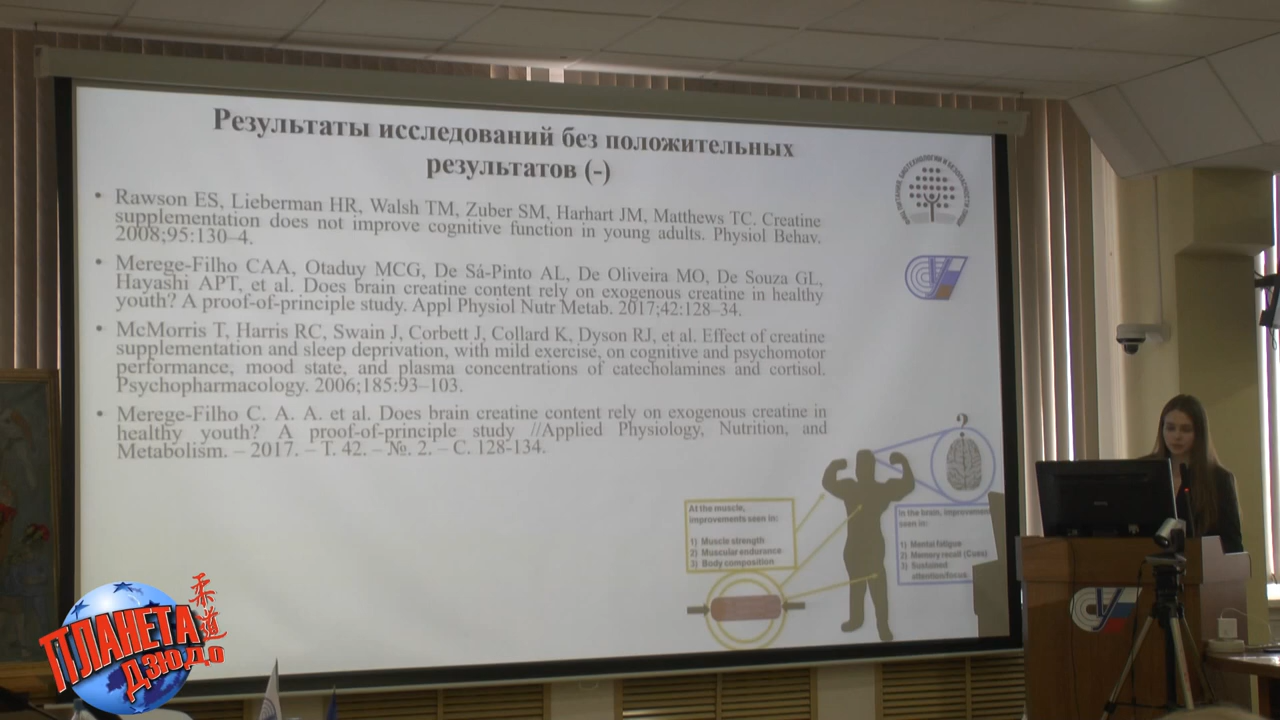 Результаты исследований без положительных
результатов (-)
• Rawson ES, Lieberman HR, Walsh TM, Zuber SM, Harhart JM, Matthews TC. Creatine
supplementation does not improve cognitive function in young adults. Physiol Behav.
2008;95:130–4.
• Merege-Filho CAA, Otaduy MCG, De Sá-Pinto AL, De Oliveira MO, De Souza GL,
Hayashi APT, et al. Does brain creatine content rely on exogenous creatine in healthy
youth? A proof-of-principle study. Appl Physiol Nutr Metab. 2017;42:128–34.
• McMorris T, Harris RC, Swain J, Corbett J, Collard K, Dyson RJ, et al. Effect of creatine
supplementation and sleep deprivation, with mild exercise, on cognitive and psychomotor
performance, mood state, and plasma concentrations of catecholamines and cortisol.
Psychopharmacology. 2006;185:93–103.
• Merege-Filho C. A. A. et al. Does brain creatine content rely on exogenous creatine in
healthy youth? A proof-of-principle study //Applied Physiology, Nutrition, and
Metabolism. – 2017. – Т. 42. – №. 2. – С. 128-134.
?
At the muscle,
improvements seen in:
1) Muscle strength
2) Muscular endurance
3) Body composition
In the brain, improvement
seen in:
1) Mental fatigue
2) Memory recall (Cues)
3) Sustained
attention/focus.
ПЛАНЕТА
ДЗЮДО
柔道